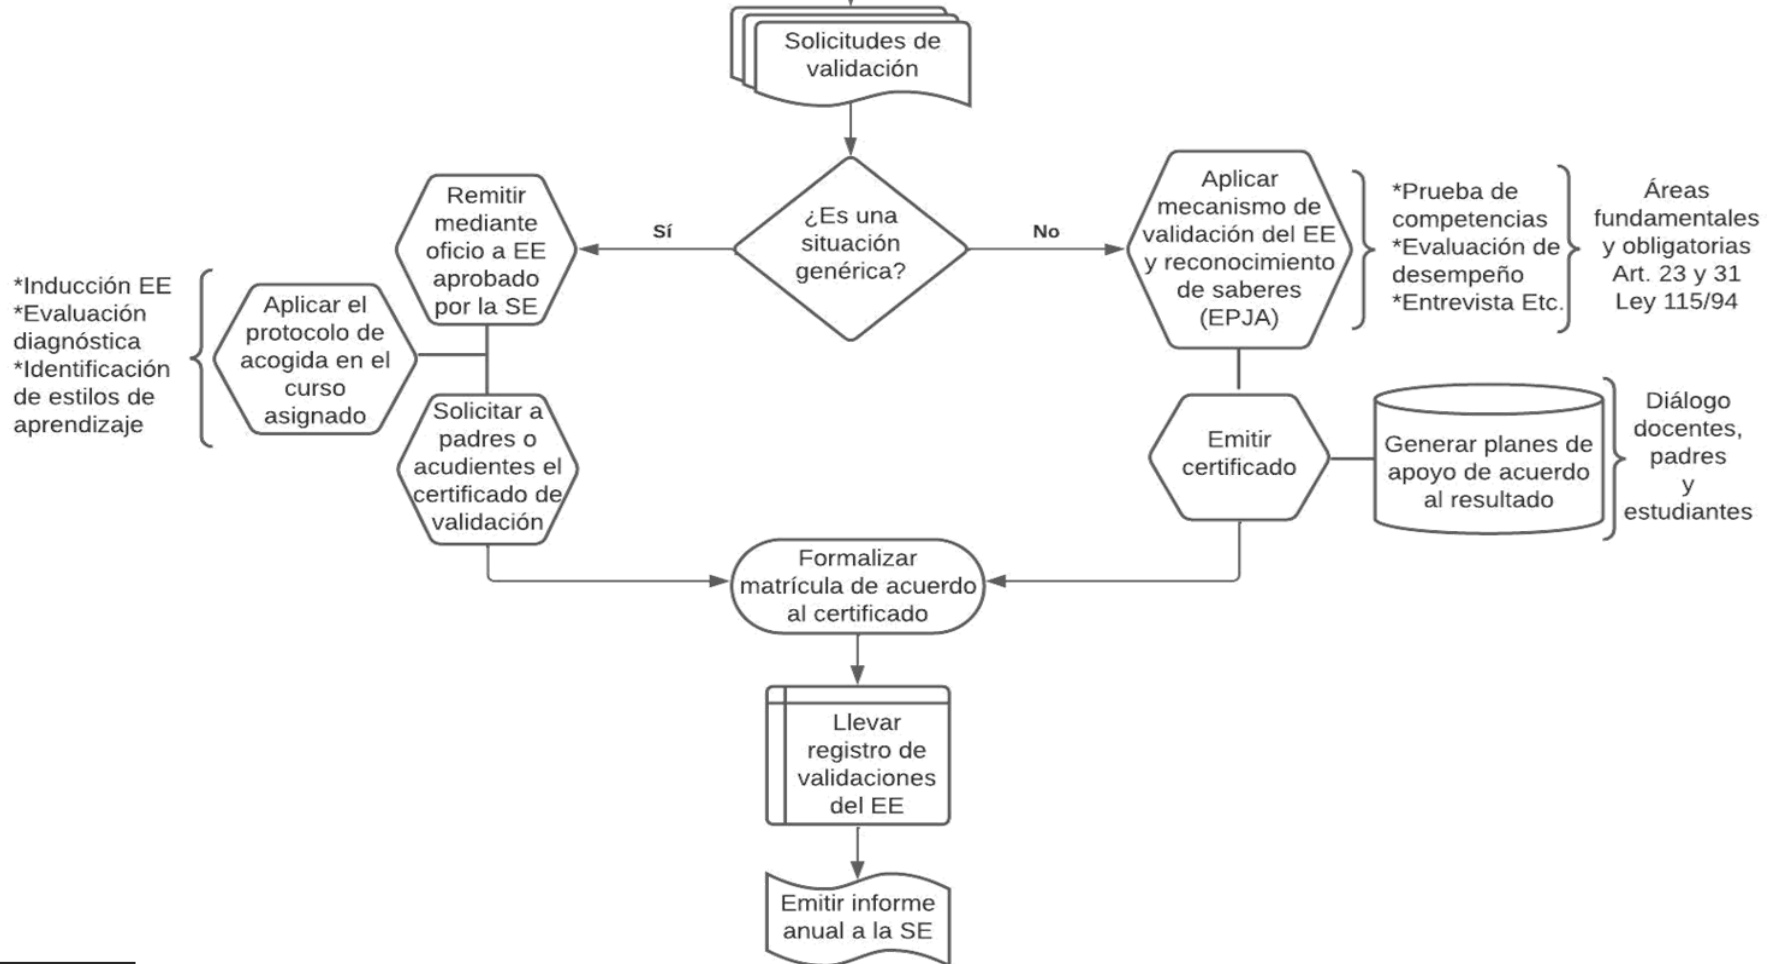 Solicitudes de
validación
¿Es una
situación
genérica?
Sí
No
Remitir
mediante
oficio a EE
aprobado
por la SE
*Inducción EE
*Evaluación
diagnóstica
*Identificación
de estilos de
aprendizaje
Aplicar el
protocolo de
acogida en el
curso
asignado
Solicitar a
padres o
acudientes el
certificado de
validación
Aplicar
mecanismo de
validación del EE
y reconocimiento
de saberes
(EPJA)
*Prueba de
competencias
*Evaluación de
desempeño
*Entrevista Etc.
Áreas
fundamentales
y obligatorias
Art. 23 y 31
Ley 115/94
Emitir
certificado
Generar planes de
apoyo de acuerdo
al resultado
Diálogo
docentes,
padres
y
estudiantes
Formalizar
matrícula de acuerdo
al certificado
Llevar
registro de
validaciones
del EE
Emitir informe
anual a la SE